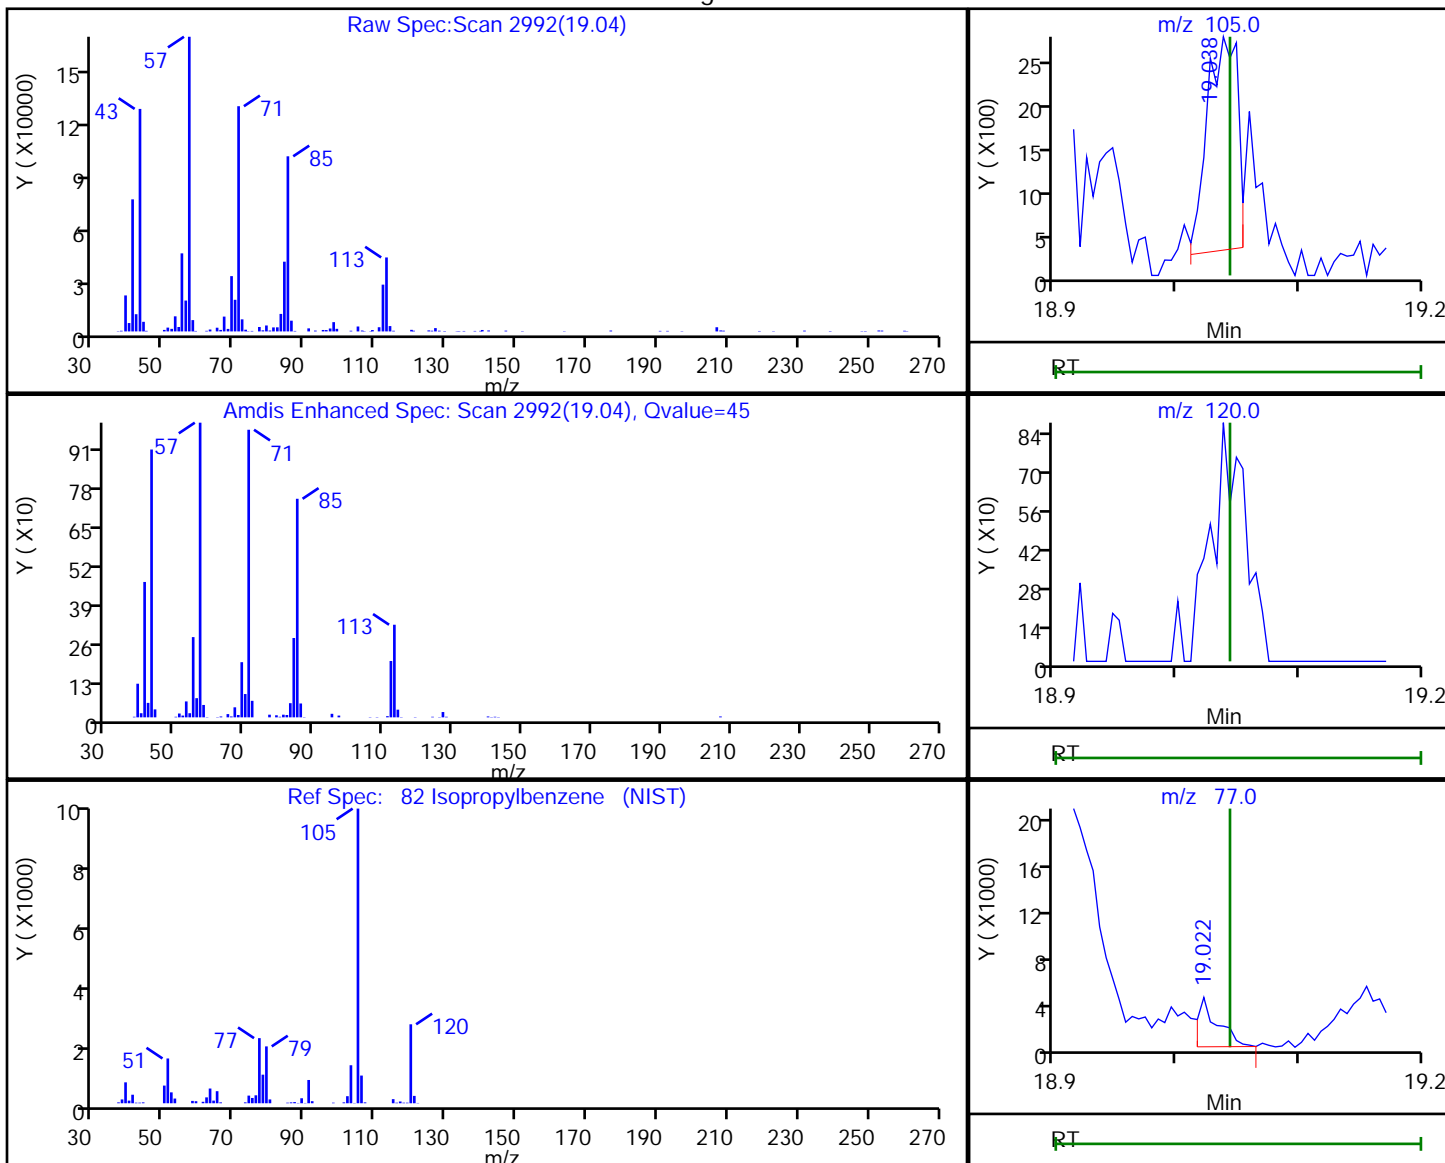 Raw Spec:Scan 2992(19.04)
Y ( X10000)
15
12
9
6
3
0
43
57
71
85
113
30 50 70 90 110 130 150 170 190 210 230 250 270
m/z
m/z 105.0
Y ( X100)
25
20
15
10
5
0
19.038
18.9 19.2
Min
RT
Amdis Enhanced Spec: Scan 2992(19.04), Qvalue=45
Y ( X10)
91
78
65
52
39
26
13
0
57
71
85
113
30 50 70 90 110 130 150 170 190 210 230 250 270
m/z
m/z 120.0
Y ( X10)
84
70
56
42
28
14
0
18.9 19.2
Min
RT
Ref Spec: 82 Isopropylbenzene (NIST)
Y ( X1000)
10
8
6
4
2
0
51
77
79
105
120
30 50 70 90 110 130 150 170 190 210 230 250 270
m/z
m/z 77.0
Y ( X1000)
20
16
12
8
4
0
19.022
18.9 19.2
Min
RT